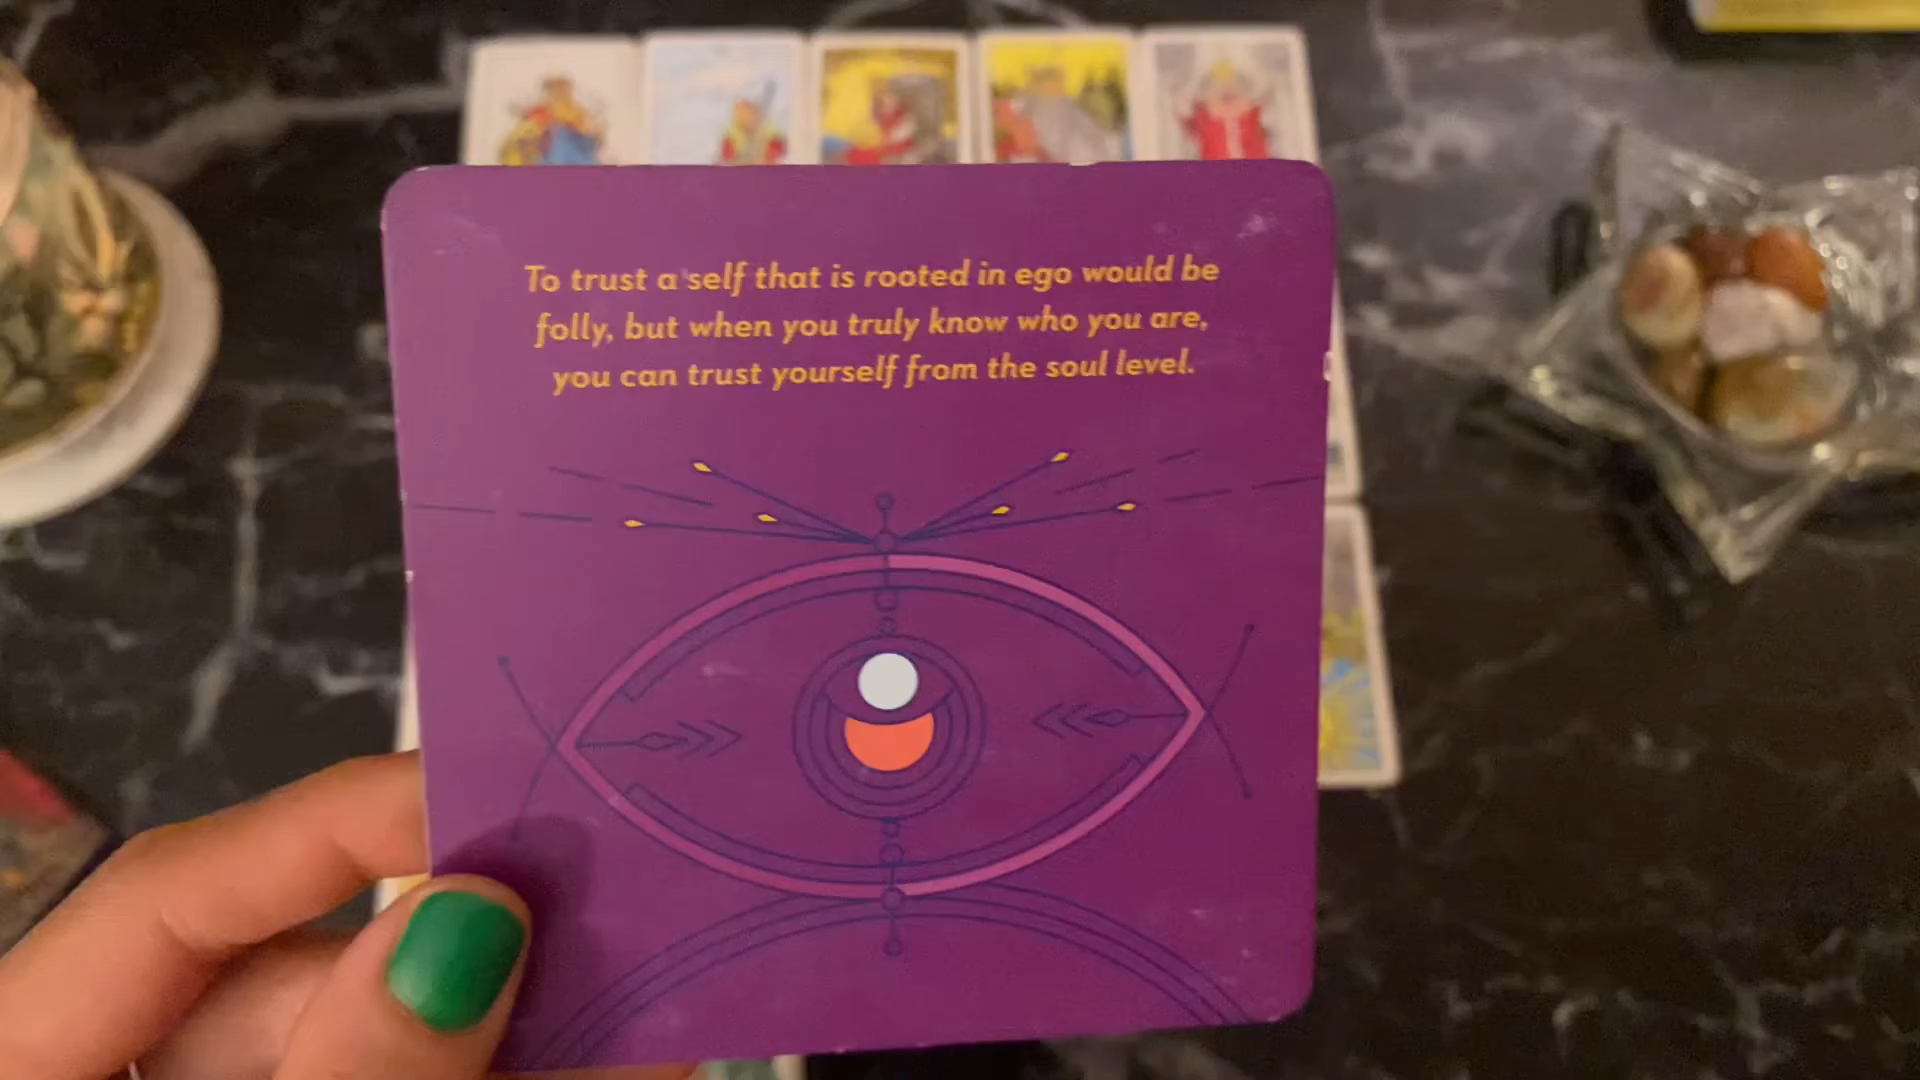 To trust a self that is rooted in ego would be
folly, but when you truly know who you are,
you can trust yourself from the soul level.